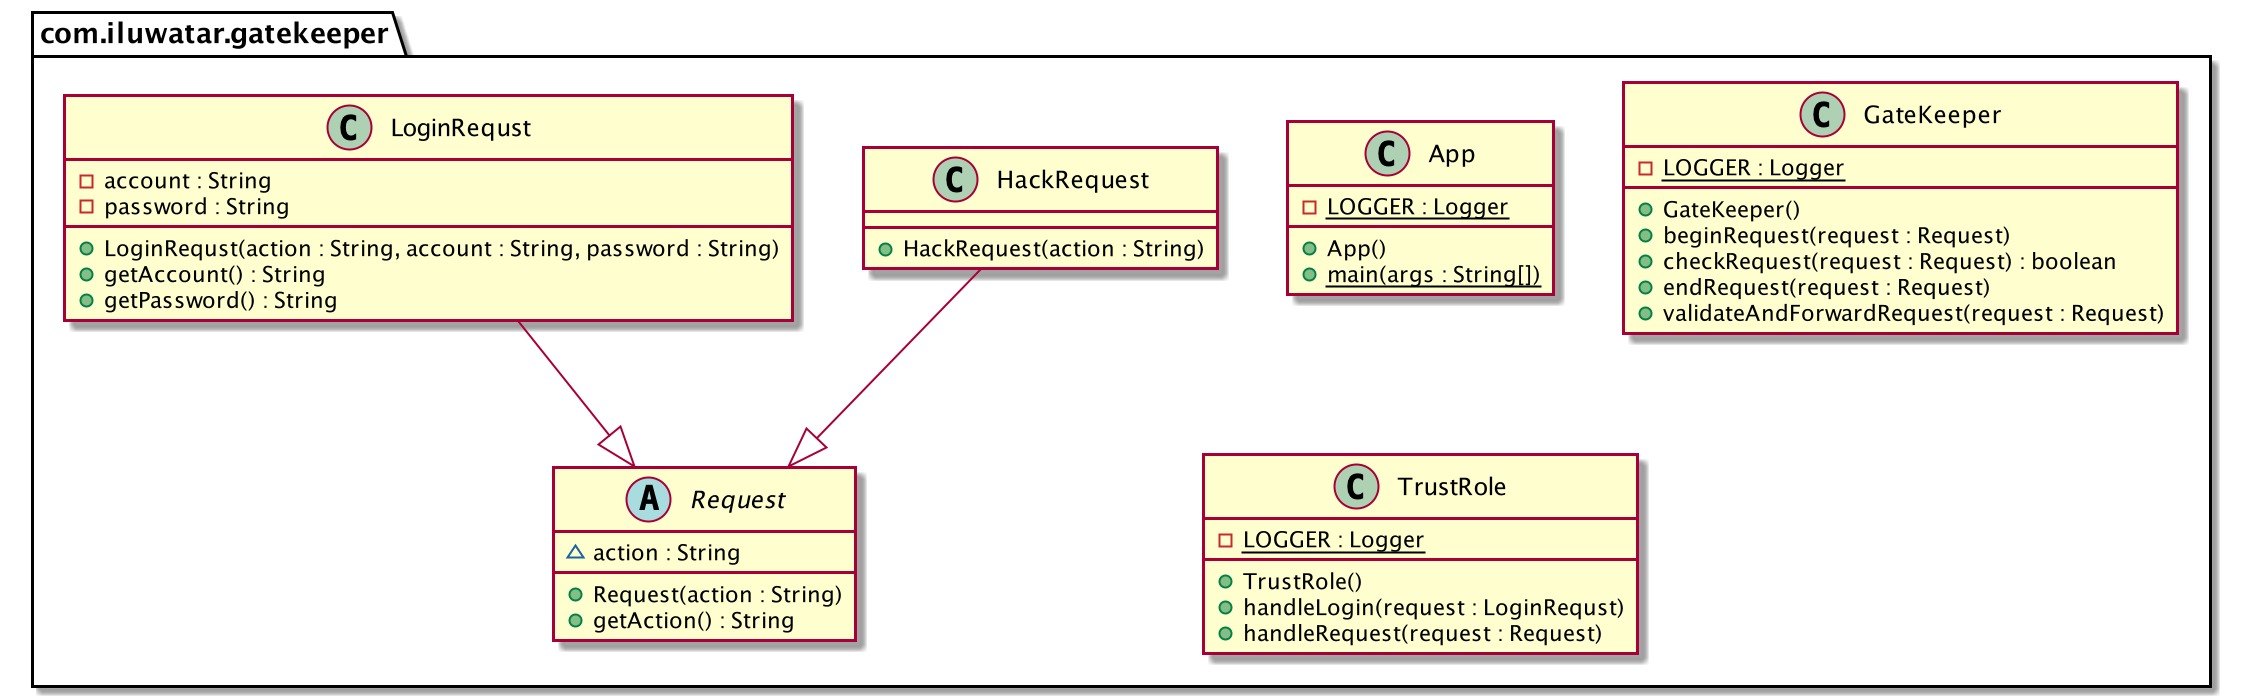 com.iluwatar.gatekeeper
C LoginRequst
account : String
password : String
LoginRequst(action : String, account : String, password : String)
getAccount() : String
getPassword() : String
C HackRequest
HackRequest(action : String)
C App
LOGGER : Logger
App()
main(args : String[])
C GateKeeper
LOGGER : Logger
GateKeeper()
beginRequest(request : Request)
checkRequest(request : Request) : boolean
endRequest(request : Request)
validateAndForwardRequest(request : Request)
A Request
action : String
Request(action : String)
getAction() : String
C TrustRole
LOGGER : Logger
TrustRole()
handleLogin(request : LoginRequst)
handleRequest(request : Request)